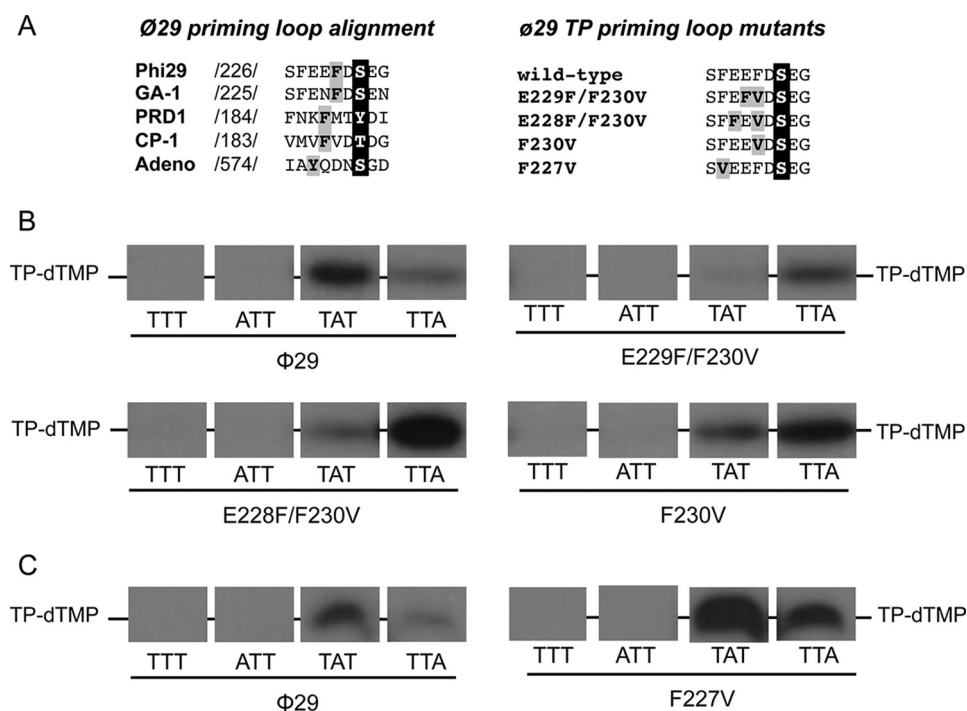 A
Ø29 priming loop alignment
Phi29 /226/ SFEEFDSEG
GA-1 /225/ SFENFDSEN
PRD1 /184/ FNKFMTYDI
CP-1 /183/ VMVFVDTDG
Adeno /574/ IAYQDNSGD
ø29 TP priming loop mutants
wild-type SFEEFDSEG
E229F/F230V SFEFVDSEG
E228F/F230V SFFEVDSEG
F230V SFEEVDSEG
F227V SVEEFDSEG
B
TP-dTMP
TTT ATT TAT TTA
Φ29
TP-dTMP
TTT ATT TAT TTA
E229F/F230V
TP-dTMP
TTT ATT TAT TTA
E228F/F230V
TP-dTMP
TTT ATT TAT TTA
F230V
C
TP-dTMP
TTT ATT TAT TTA
Φ29
TP-dTMP
TTT ATT TAT TTA
F227V